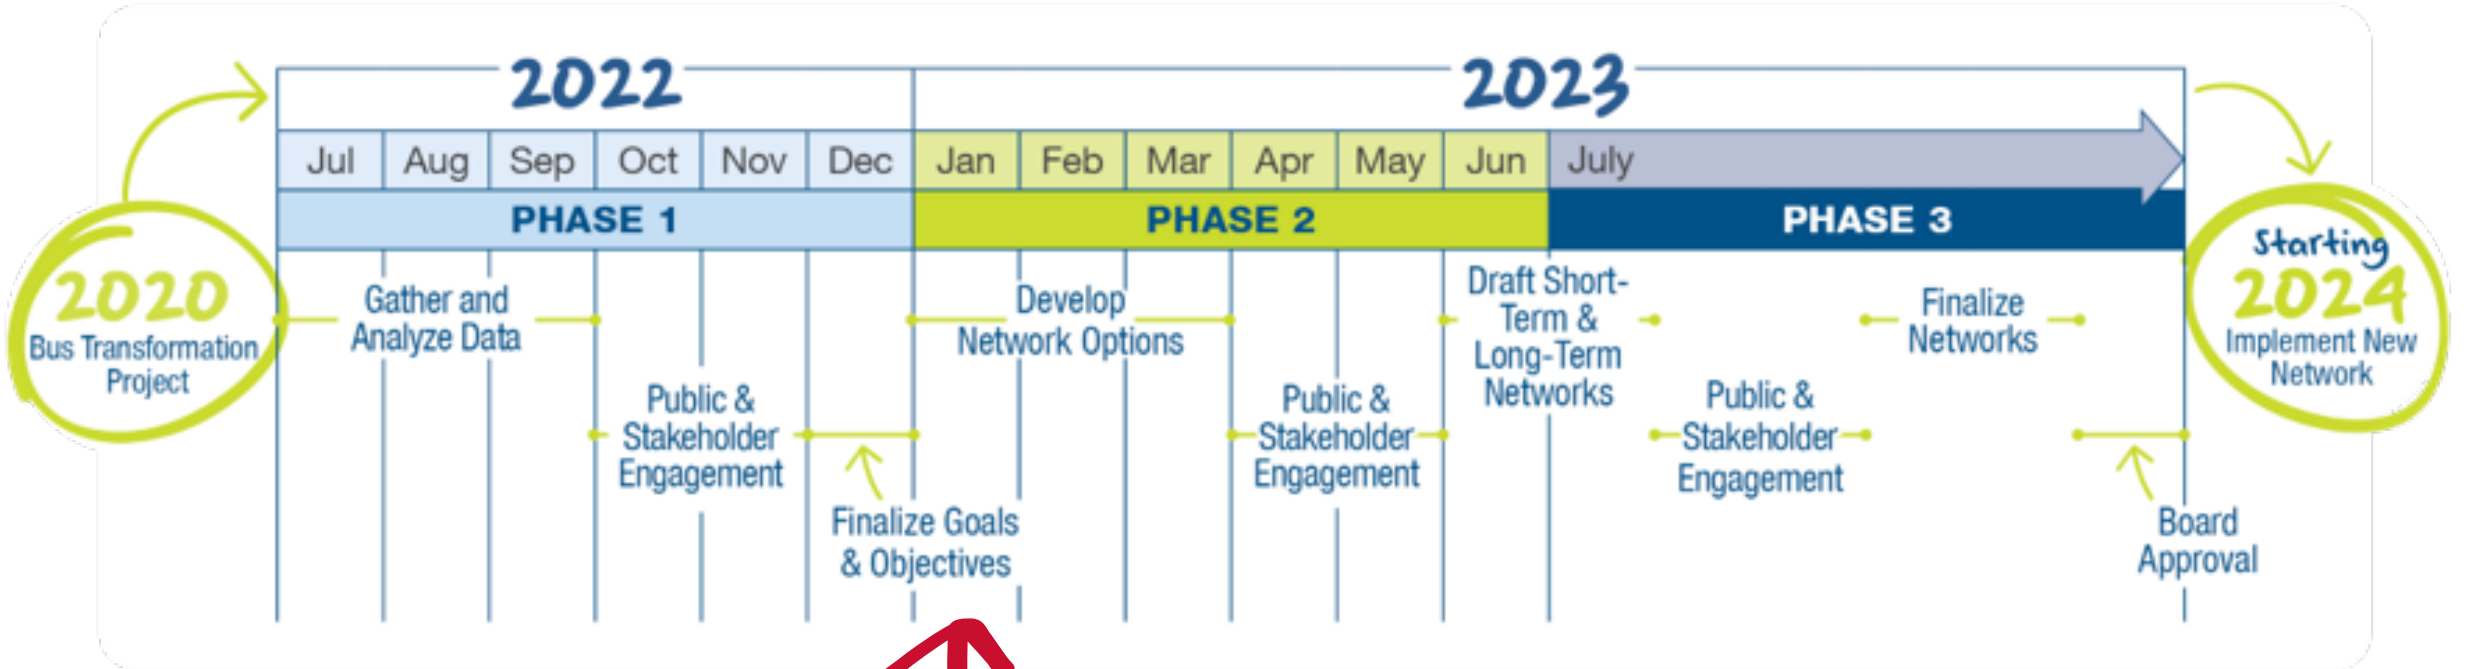 2022
2023
Jul Aug Sep Oct Nov Dec Jan Feb Mar Apr May Jun July
PHASE 1
PHASE 2
PHASE 3
2020
Bus Transformation
Project
Gather and
Analyze Data
Public &
Stakeholder
Engagement
Finalize Goals
& Objectives
Develop
Network Options
Public &
Stakeholder
Engagement
Draft Short-
Term &
Long-Term
Networks
Public &
Stakeholder
Engagement
Finalize
Networks
Board
Approval
Starting
2024
Implement New
Network